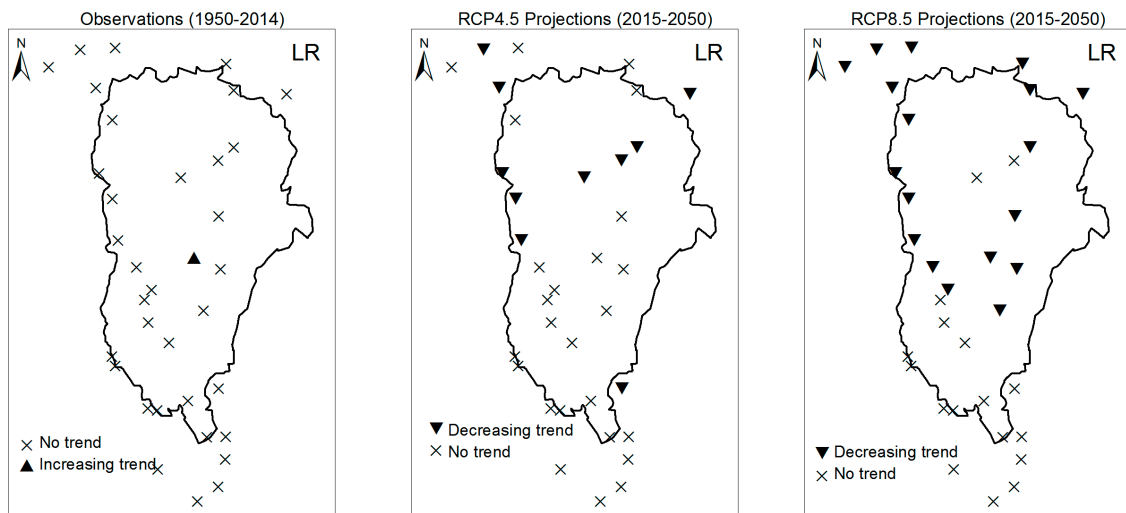 Observations (1950-2014)
N
LR
No trend
Increasing trend
RCP4.5 Projections (2015-2050)
N
LR
Decreasing trend
No trend
RCP8.5 Projections (2015-2050)
N
LR
Decreasing trend
No trend